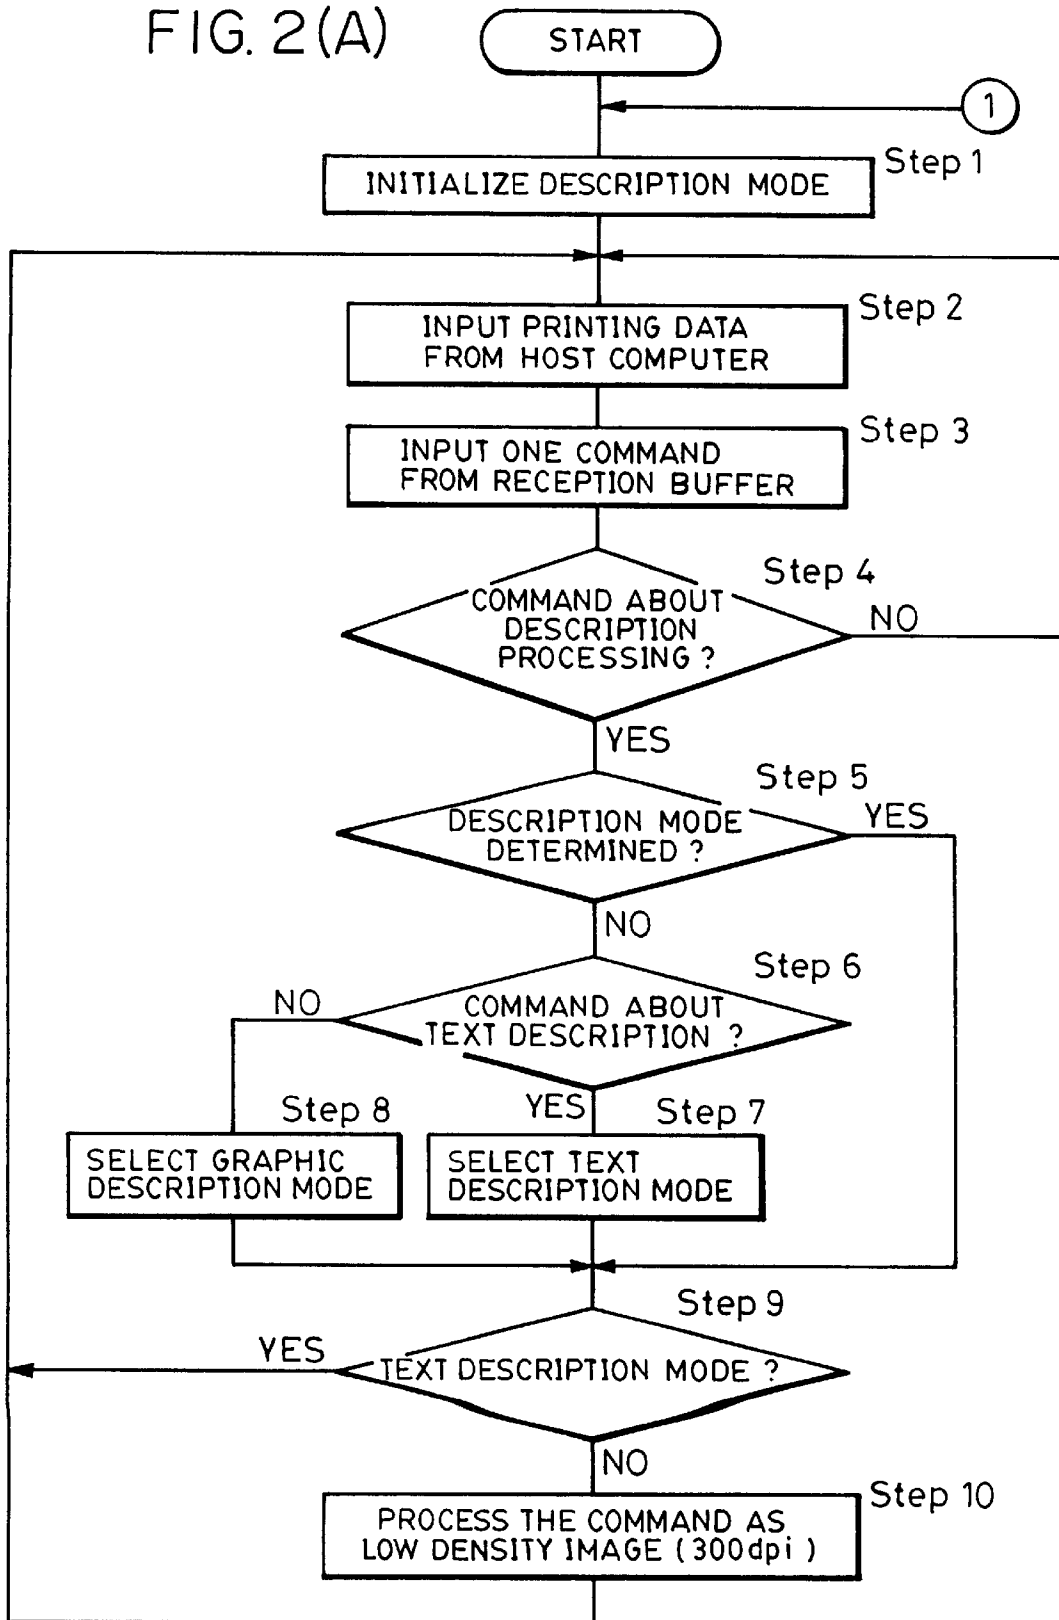 FIG. 2(A)
START
1
Step 1
INITIALIZE DESCRIPTION MODE
Step 2
INPUT PRINTING DATA
FROM HOST COMPUTER
Step 3
INPUT ONE COMMAND
FROM RECEPTION BUFFER
Step 4
COMMAND ABOUT
DESCRIPTION
PROCESSING ?
NO
YES
Step 5
DESCRIPTION MODE
DETERMINED ?
YES
NO
Step 6
COMMAND ABOUT
TEXT DESCRIPTION ?
NO
YES
Step 8
Step 7
SELECT GRAPHIC
DESCRIPTION MODE
SELECT TEXT
DESCRIPTION MODE
Step 9
TEXT DESCRIPTION MODE ?
YES
NO
Step 10
PROCESS THE COMMAND AS
LOW DENSITY IMAGE (300dpi)